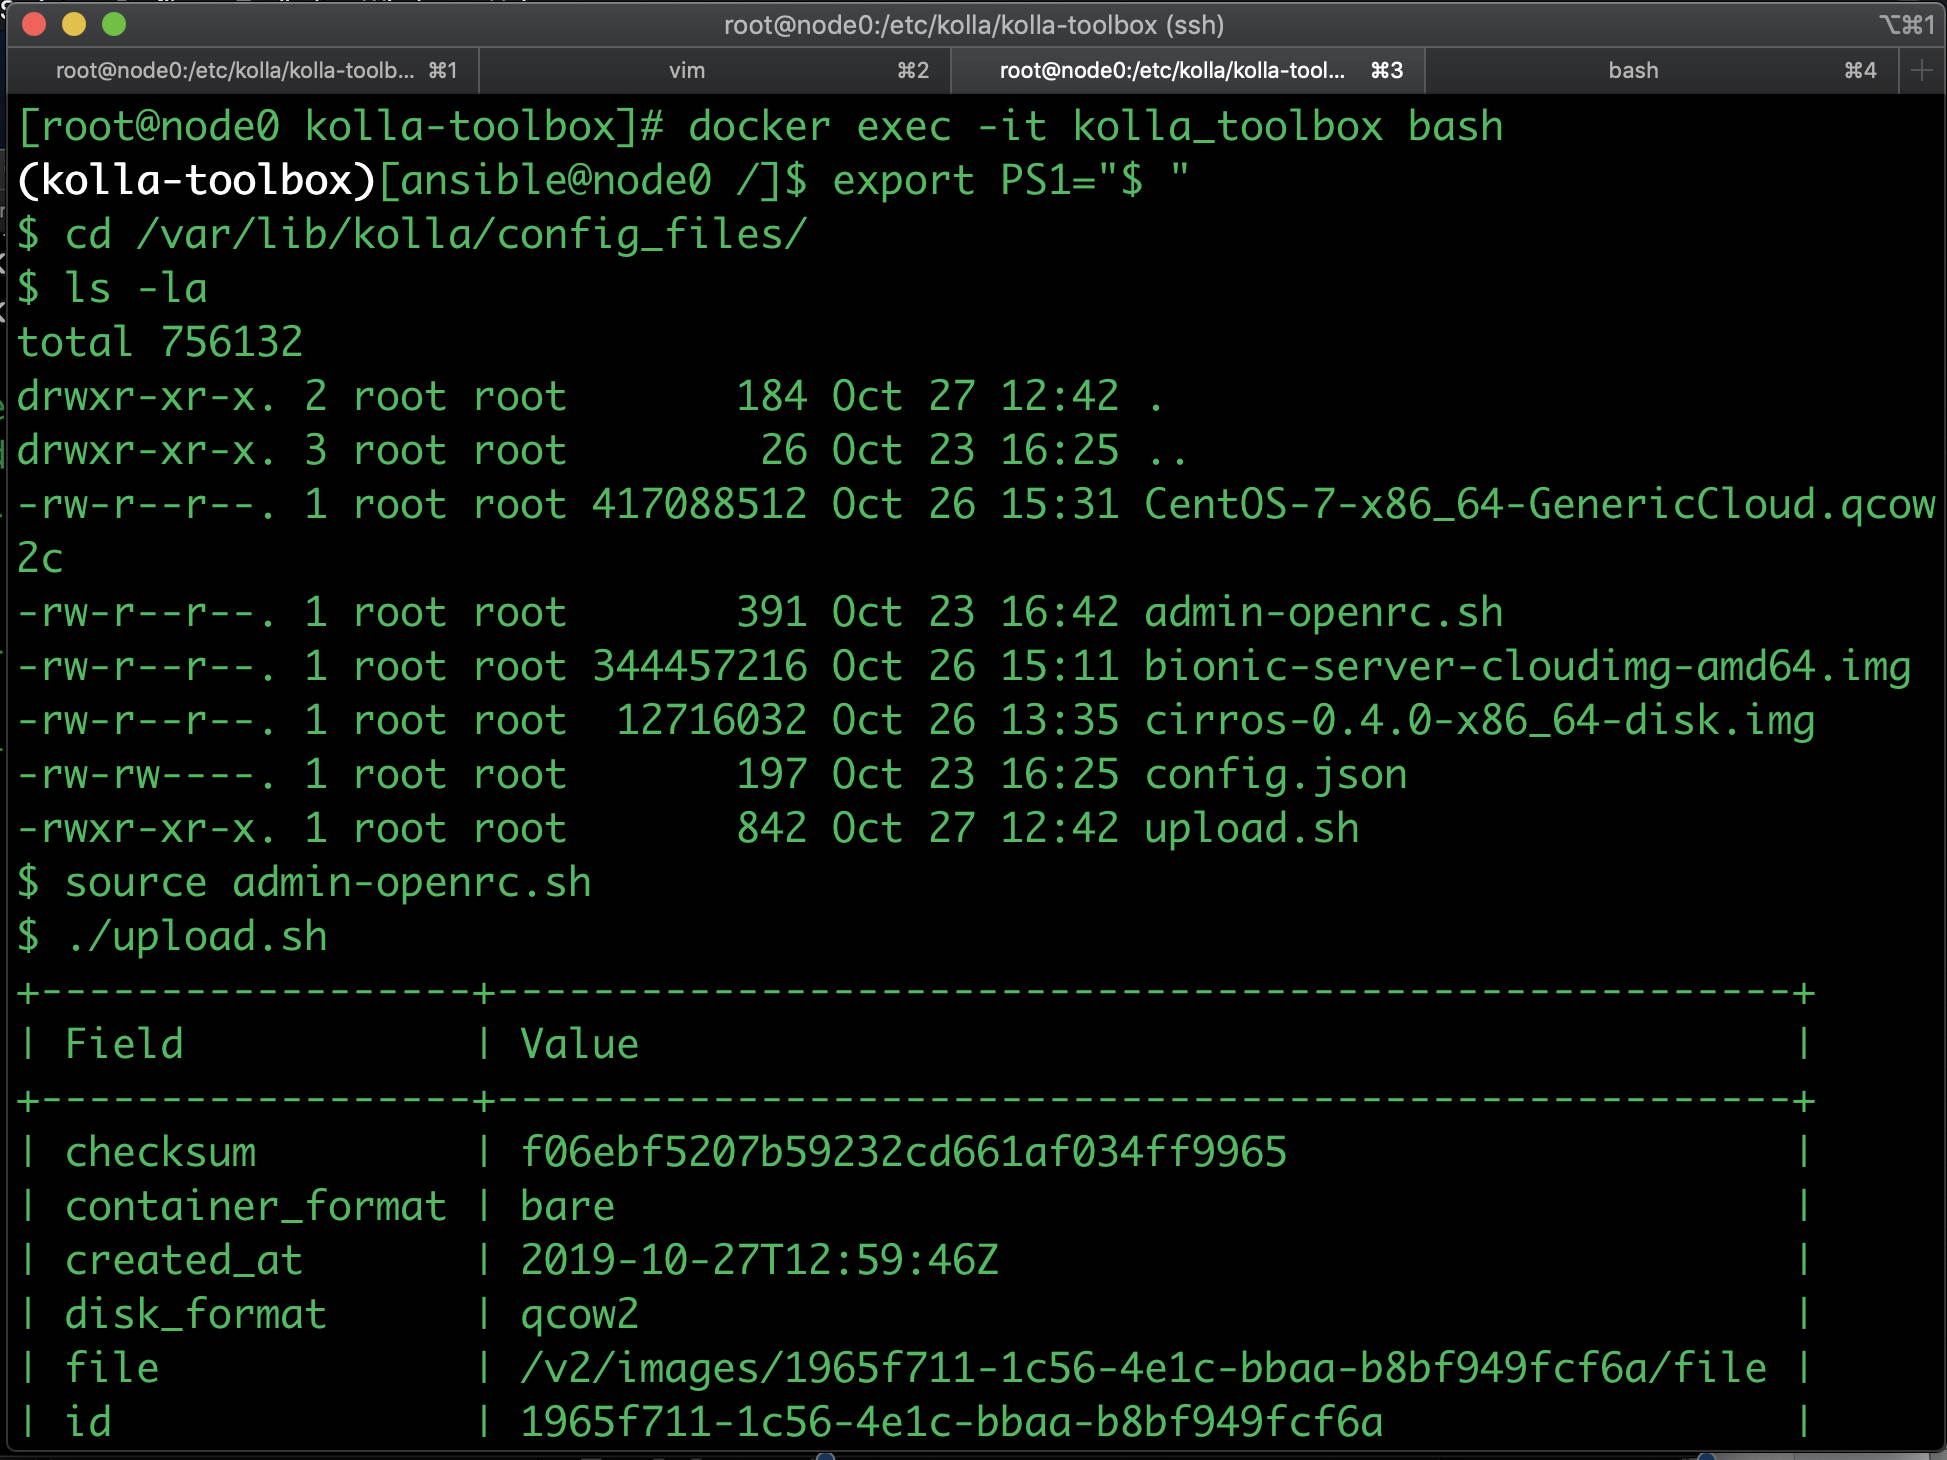 root@node0:/etc/kolla/kolla-toolbox (ssh) ⌥⌘1
root@node0:/etc/kolla/kolla-toolb... ⌘1 vim ⌘2 root@node0:/etc/kolla/kolla-tool... ⌘3 bash ⌘4 +
[root@node0 kolla-toolbox]# docker exec -it kolla_toolbox bash
(kolla-toolbox)[ansible@node0 /]$ export PS1="$ "
$ cd /var/lib/kolla/config_files/
$ ls -la
total 756132
drwxr-xr-x. 2 root root       184 Oct 27 12:42 .
drwxr-xr-x. 3 root root        26 Oct 23 16:25 ..
-rw-r--r--. 1 root root 417088512 Oct 26 15:31 CentOS-7-x86_64-GenericCloud.qcow
2c
-rw-r--r--. 1 root root       391 Oct 23 16:42 admin-openrc.sh
-rw-r--r--. 1 root root 344457216 Oct 26 15:11 bionic-server-cloudimg-amd64.img
-rw-r--r--. 1 root root  12716032 Oct 26 13:35 cirros-0.4.0-x86_64-disk.img
-rw-rw----. 1 root root       197 Oct 23 16:25 config.json
-rwxr-xr-x. 1 root root       842 Oct 27 12:42 upload.sh
$ source admin-openrc.sh
$ ./upload.sh
+------------------+------------------------------------------------------+
| Field            | Value                                                |
+------------------+------------------------------------------------------+
| checksum         | f06ebf5207b59232cd661af034ff9965                     |
| container_format | bare                                                 |
| created_at       | 2019-10-27T12:59:46Z                                 |
| disk_format      | qcow2                                                |
| file             | /v2/images/1965f711-1c56-4e1c-bbaa-b8bf949fcf6a/file |
| id               | 1965f711-1c56-4e1c-bbaa-b8bf949fcf6a                 |